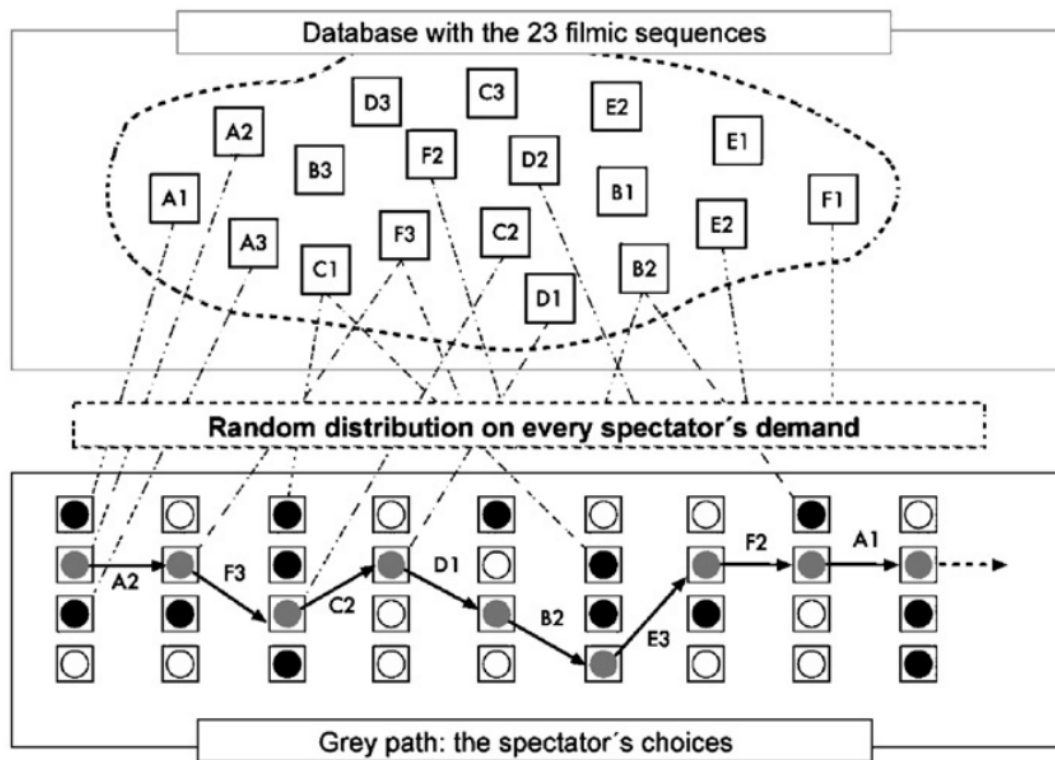 Database with the 23 filmic sequences
D3
C3
E2
A2
E1
F2
D2
B3
B1
A1
F1
E2
C2
F3
A3
B2
C1
D1
Random distribution on every spectator´s demand
F2
A1
F3
D1
A2
C2
B2
E3
Grey path: the spectator´s choices